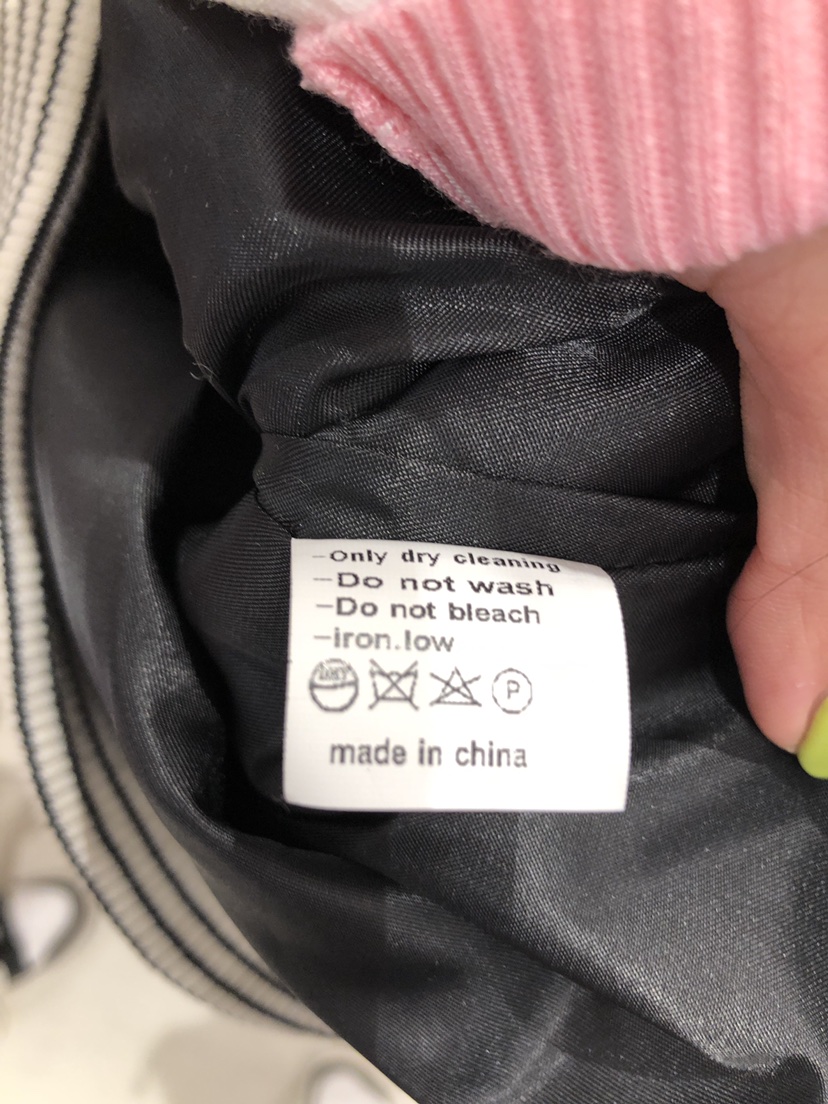 -Only dry cleaning
-Do not wash
-Do not bleach
-iron.low
P
made in china